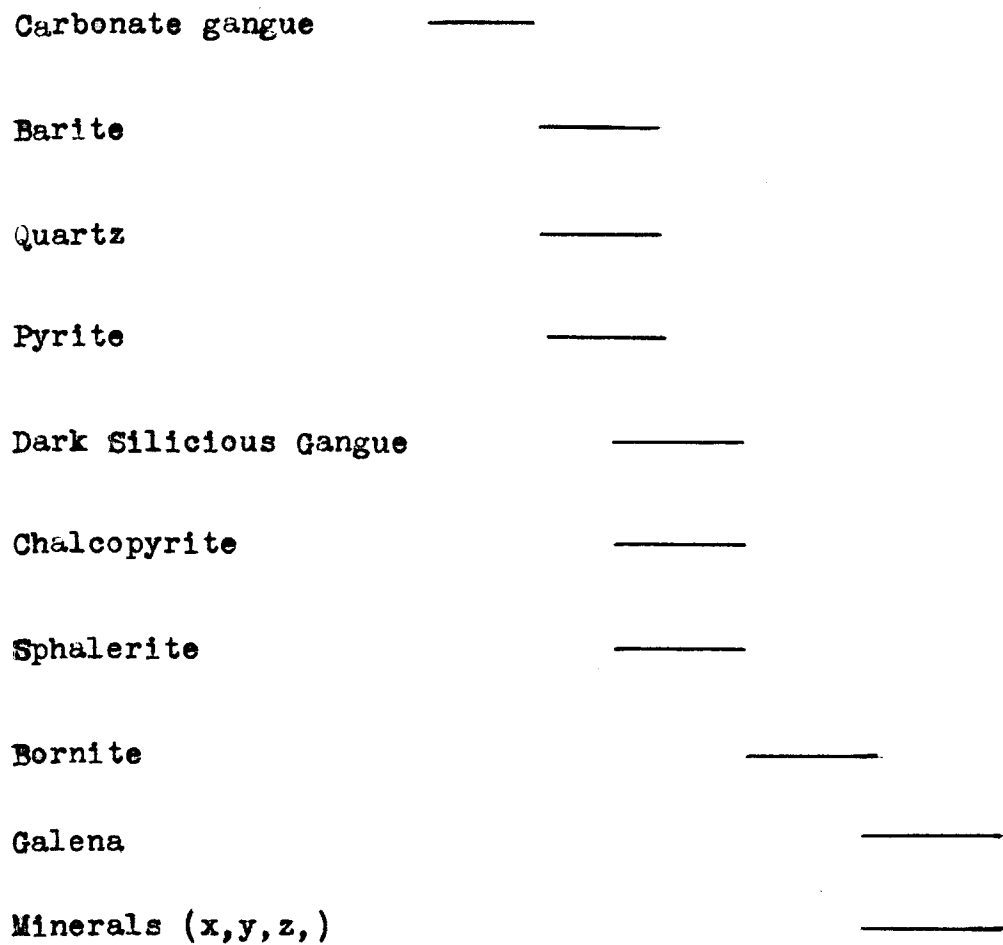 Carbonate gangue
Barite
Quartz
Pyrite
Dark Silicious Gangue
Chalcopyrite
Sphalerite
Bornite
Galena
Minerals (x,y,z,)